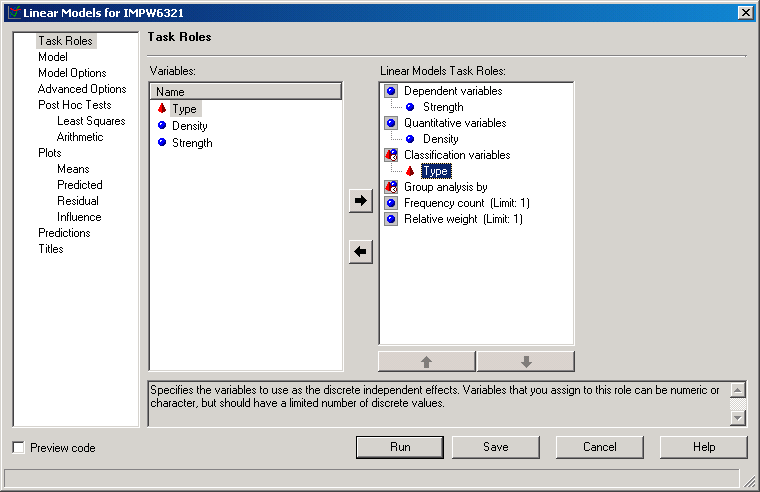 Linear Models for IMPW6321
Task Roles
Model
Model Options
Advanced Options
Post Hoc Tests
Least Squares
Arithmetic
Plots
Means
Predicted
Residual
Influence
Predictions
Titles
Task Roles
Variables:
Name
Type
Density
Strength
Linear Models Task Roles:
Dependent variables
Strength
Quantitative variables
Density
Classification variables
Type
Group analysis by
Frequency count (Limit: 1)
Relative weight (Limit: 1)
Specifies the variables to use as the discrete independent effects. Variables that you assign to this role can be numeric or
character, but should have a limited number of discrete values.
Preview code
Run
Save
Cancel
Help